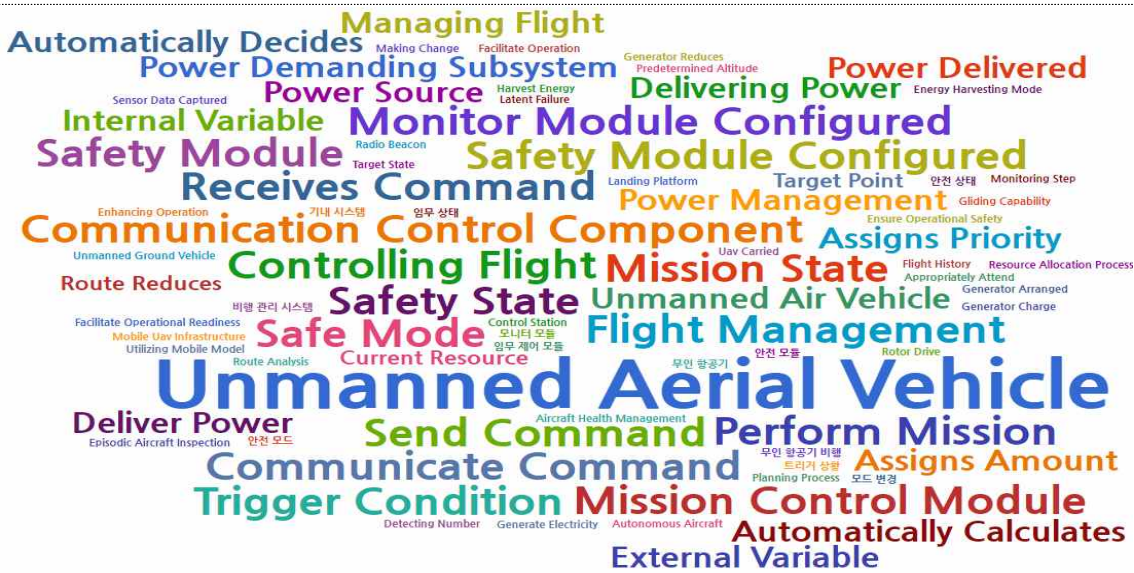 Managing Flight
Automatically Decides Making Change Facilitate Operation
Generator Reduces
Power Demanding Subsystem Predetermined Altitude Power Delivered
Sensor Data Captured Power Source Harvest Energy Latent Failure Delivering Power Energy Harvesting Mode
Internal Variable Monitor Module Configured
Safety Module Radio Beacon Target State Safety Module Configured
Receives Command Landing Platform Target Point 안전 상태 Monitoring Step
Power Management Gliding Capability
Enhancing Operation 기내 시스템 임무 상태 Ensure Operational Safety
Communication Control Component Assigns Priority
Unmanned Ground Vehicle Controlling Flight Uav Carried Mission State Flight History Resource Allocation Process
Appropriately Attend
Route Reduces
비행 관리 시스템 Safety State Unmanned Air Vehicle Generator Arranged
Generator Charge
Facilitate Operational Readiness Safe Mode Control Station Flight Management
Mobile Uav Infrastructure 모니터 모듈
Utilizing Mobile Model 임무 제어 모듈
Route Analysis Current Resource 무인 항공기 안전 모듈 Rotor Drive
Unmanned Aerial Vehicle
Deliver Power Aircraft Health Management
Episodic Aircraft Inspection 안전 모드 Send Command Perform Mission
Communicate Command 무인 항공기 비행 트리거 상황 Assigns Amount
Planning Process 모드 변경
Trigger Condition Mission Control Module
Detecting Number Generate Electricity Autonomous Aircraft Automatically Calculates
External Variable